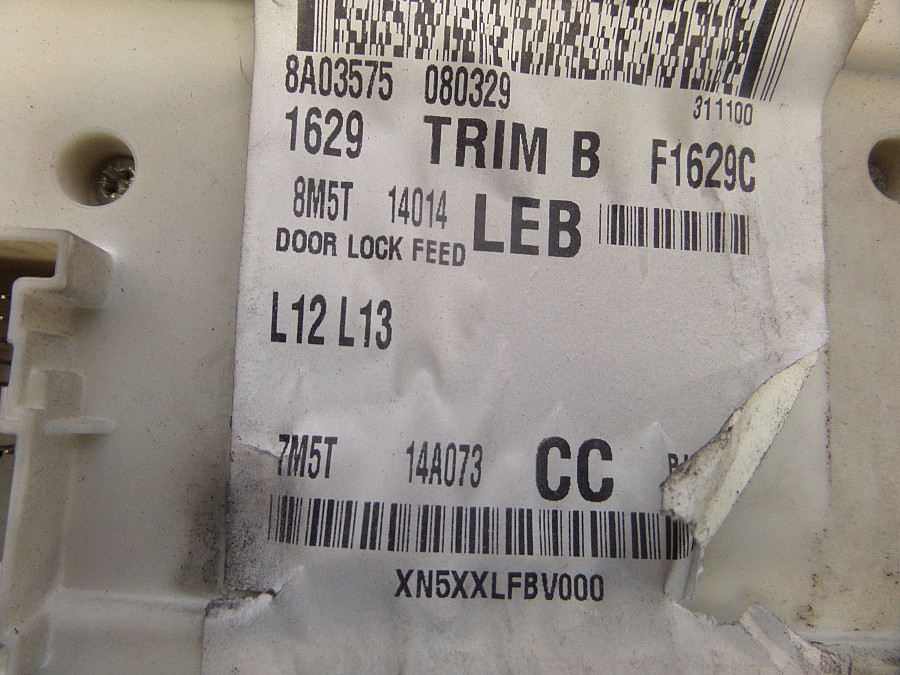 8A03575 080329
311100
1629 TRIM B F1629C
8M5T 14014 LEB
DOOR LOCK FEED
L12 L13
7M5T 14A073 CC
XN5XXLFBV000